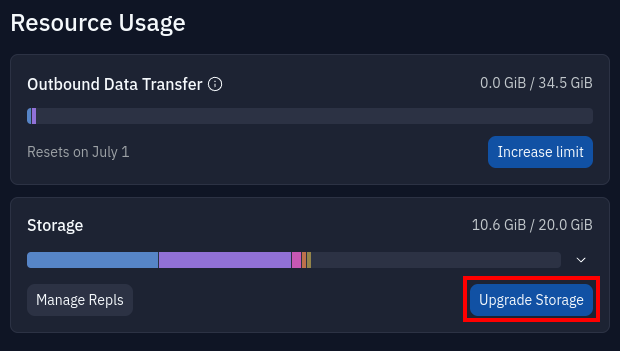 Resource Usage
Outbound Data Transfer
0.0 GiB / 34.5 GiB
Resets on July 1
Increase limit
Storage
10.6 GiB / 20.0 GiB
Manage Repls
Upgrade Storage